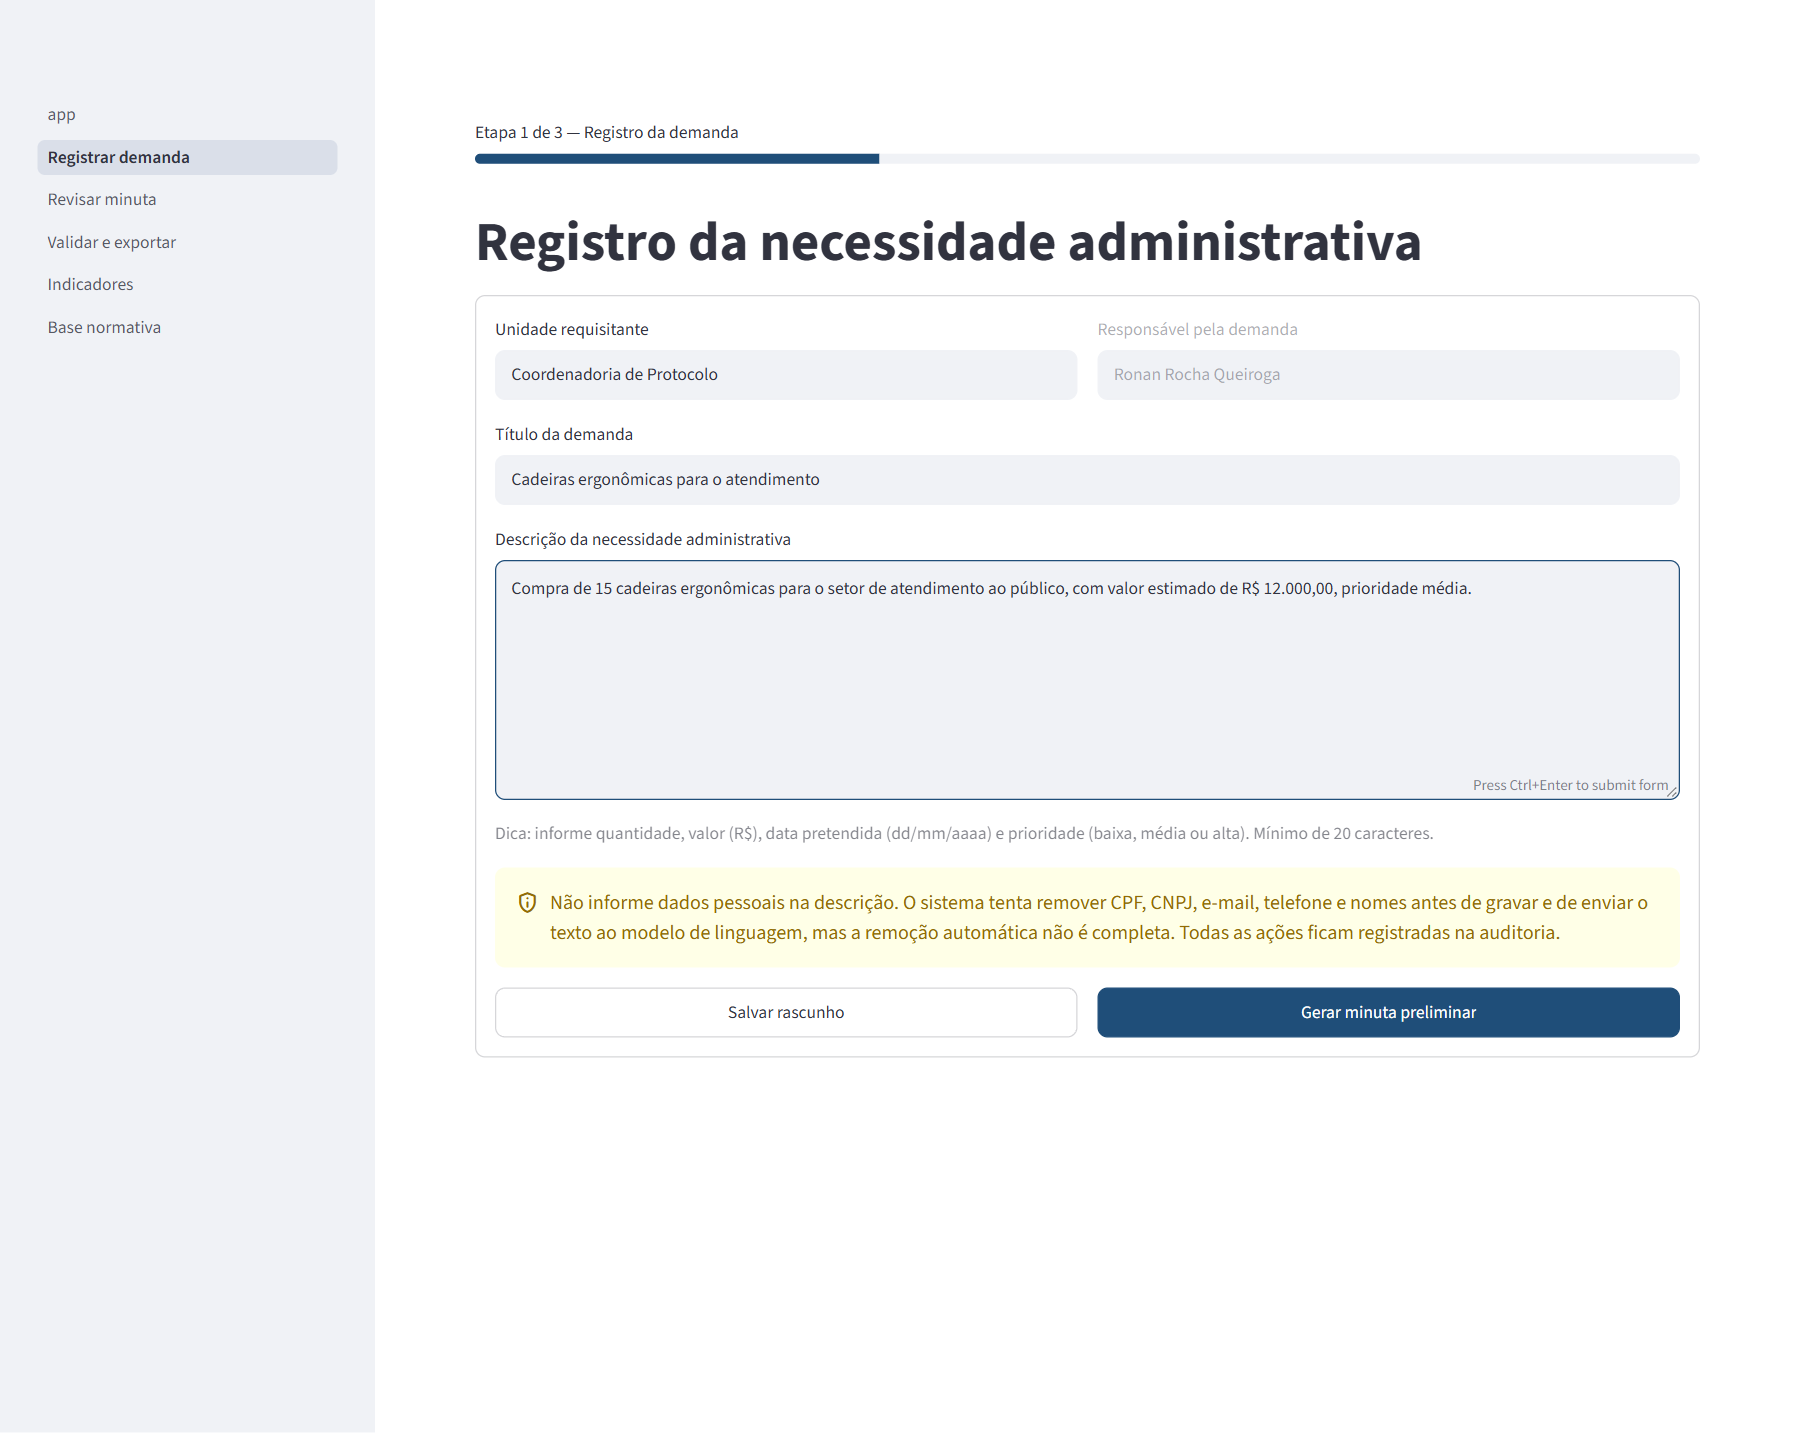 app
Registrar demanda
Revisar minuta
Validar e exportar
Indicadores
Base normativa
Etapa 1 de 3 — Registro da demanda
Registro da necessidade administrativa
Unidade requisitante
Coordenadoria de Protocolo
Responsável pela demanda
Ronan Rocha Queiroga
Título da demanda
Cadeiras ergonômicas para o atendimento
Descrição da necessidade administrativa
Compra de 15 cadeiras ergonômicas para o setor de atendimento ao público, com valor estimado de R$ 12.000,00, prioridade média.
Press Ctrl+Enter to submit form
Dica: informe quantidade, valor (R$), data pretendida (dd/mm/aaaa) e prioridade (baixa, média ou alta). Mínimo de 20 caracteres.
Não informe dados pessoais na descrição. O sistema tenta remover CPF, CNPJ, e-mail, telefone e nomes antes de gravar e de enviar o
texto ao modelo de linguagem, mas a remoção automática não é completa. Todas as ações ficam registradas na auditoria.
Salvar rascunho
Gerar minuta preliminar